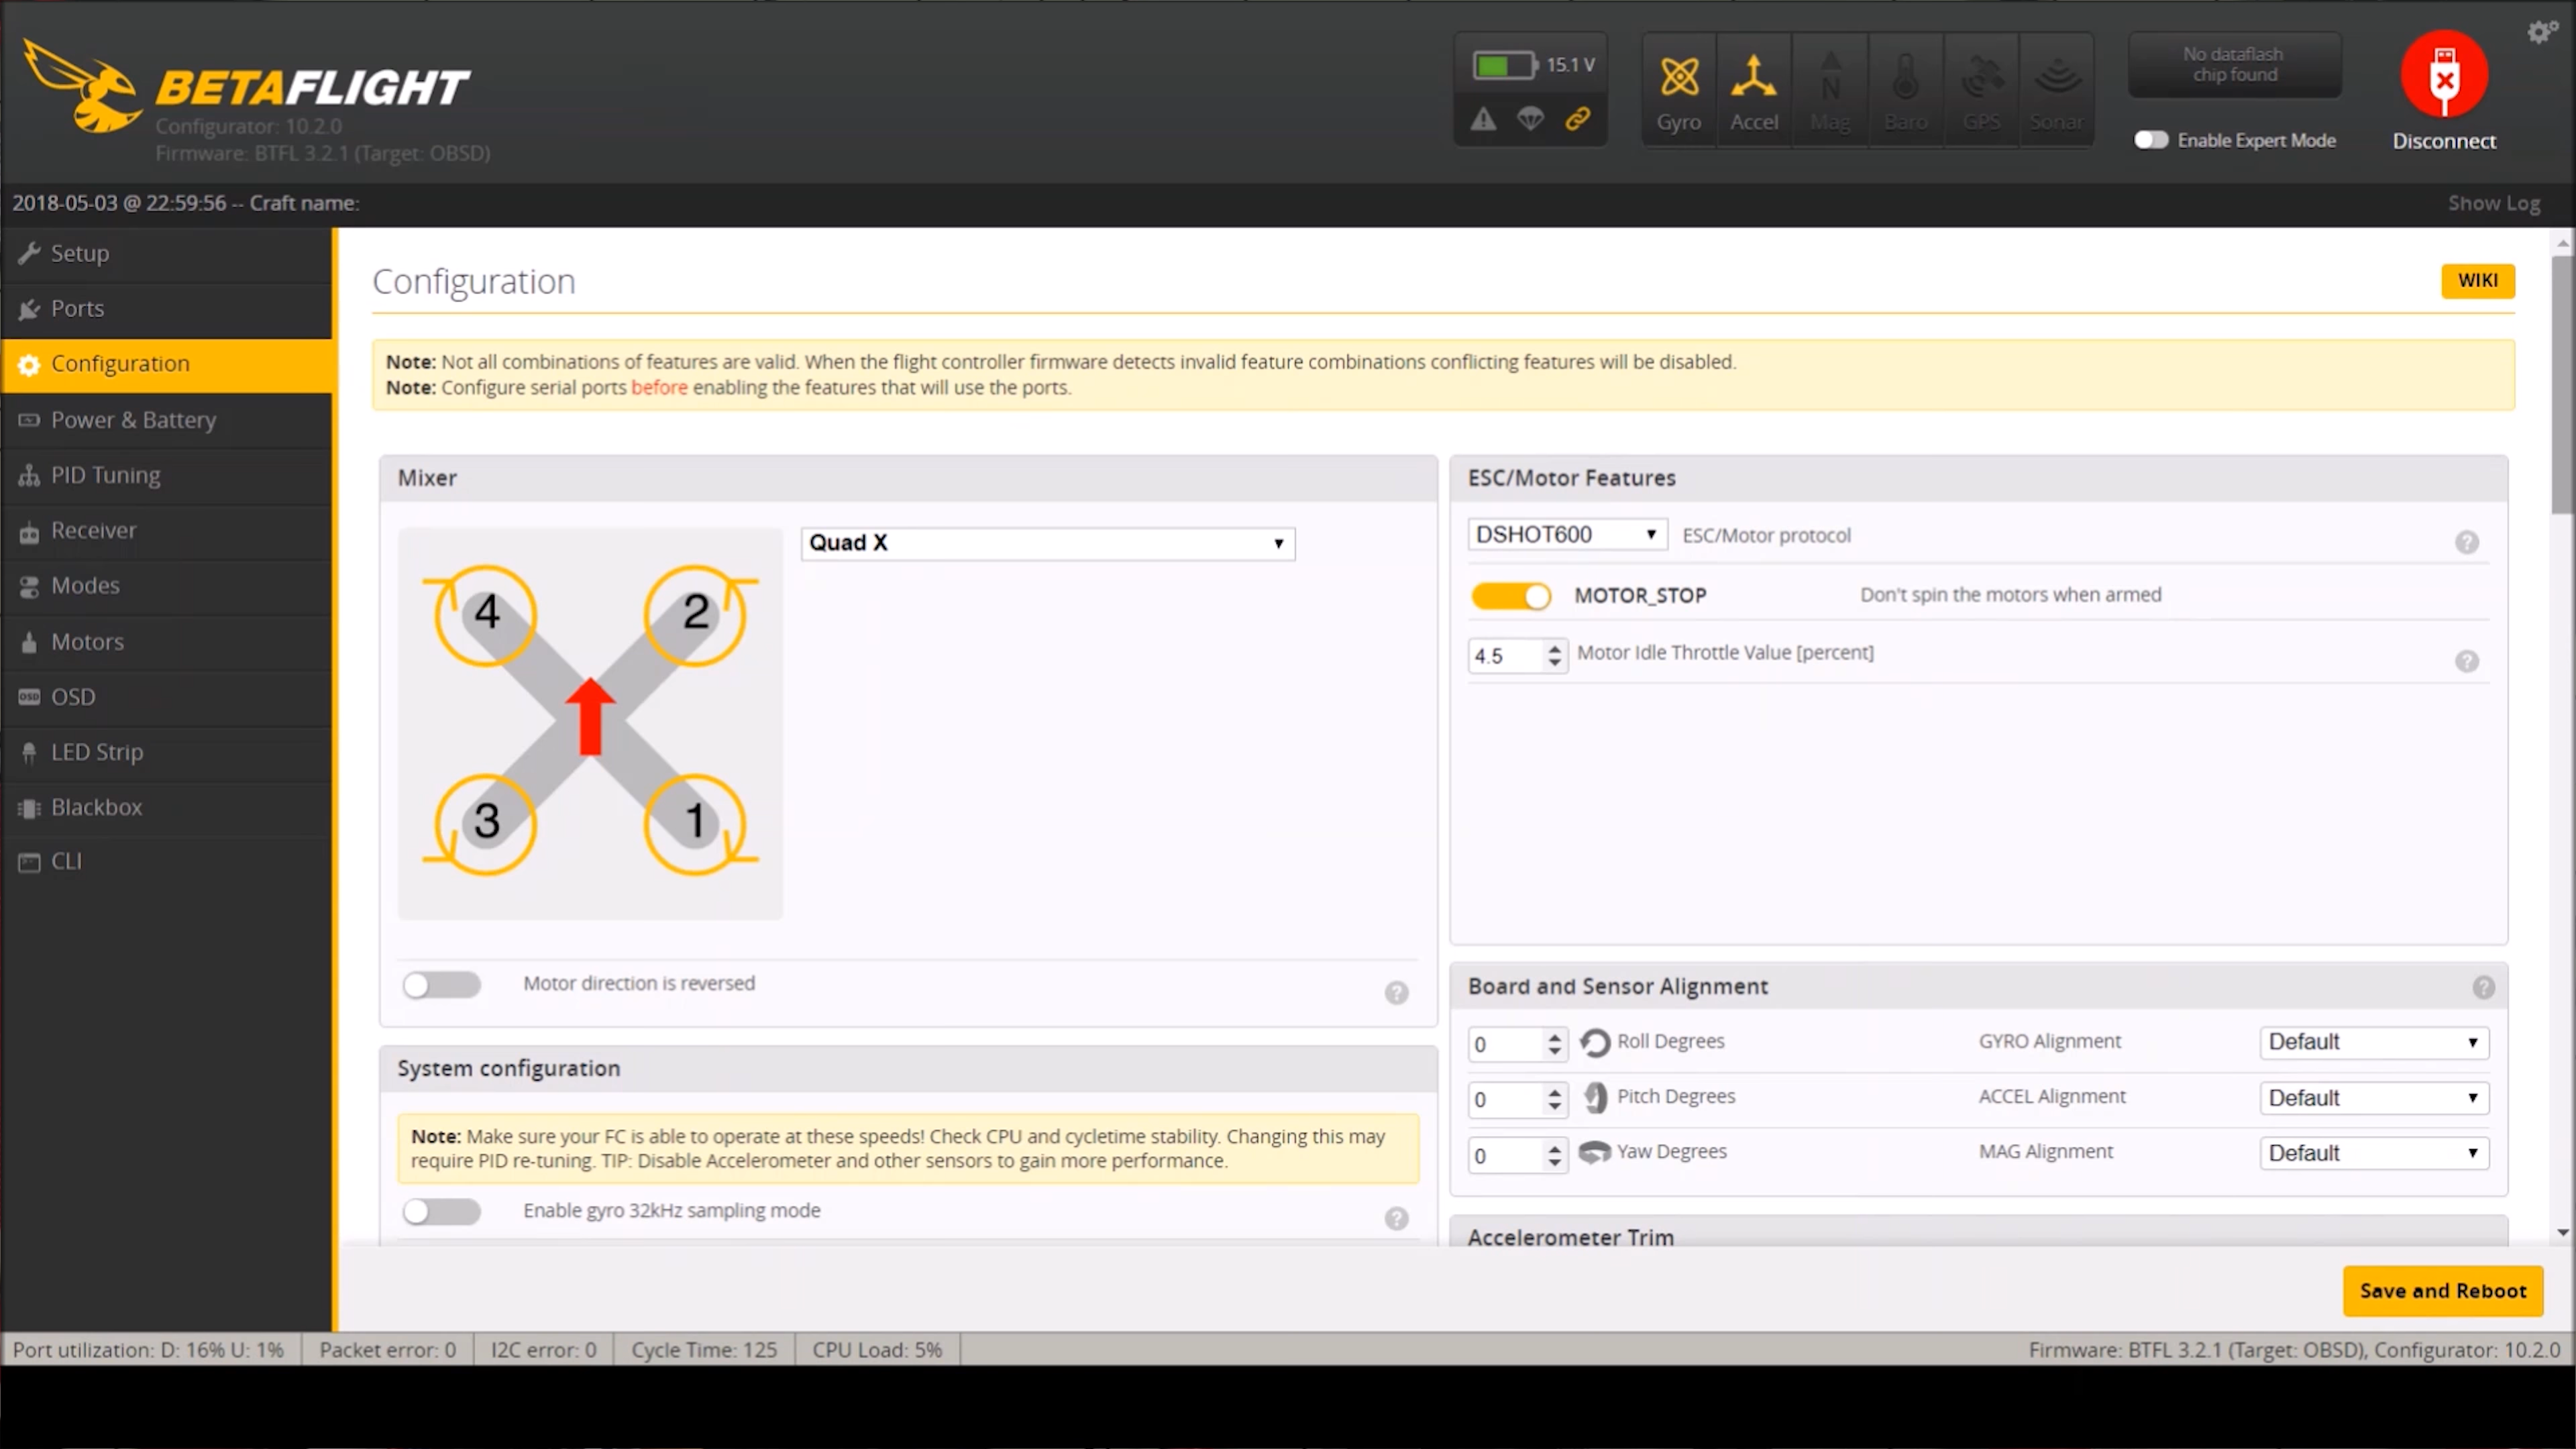 BETAFLIGHT
Configurator: 10.2.0
Firmware: BTFL 3.2.1 (Target: OBSD)
15.1 V
Gyro
Accel
N
Mag
Baro
GPS
Sonar
No dataflash
chip found
Enable Expert Mode
Disconnect
2018-05-03 @ 22:59:56 -- Craft name:
Show Log
Setup
Ports
Configuration
Power & Battery
PID Tuning
Receiver
Modes
Motors
OSD
OSD
LED Strip
Blackbox
CLI
Configuration
WIKI
Note: Not all combinations of features are valid. When the flight controller firmware detects invalid feature combinations conflicting features will be disabled.
Note: Configure serial ports before enabling the features that will use the ports.
Mixer
Quad X
4
2
3
1
Motor direction is reversed
?
System configuration
Note: Make sure your FC is able to operate at these speeds! Check CPU and cycletime stability. Changing this may
require PID re-tuning. TIP: Disable Accelerometer and other sensors to gain more performance.
Enable gyro 32kHz sampling mode
?
ESC/Motor Features
DSHOT600
ESC/Motor protocol
?
MOTOR_STOP
Don't spin the motors when armed
4.5
Motor Idle Throttle Value [percent]
?
Board and Sensor Alignment
?
0
Roll Degrees
GYRO Alignment
Default
0
Pitch Degrees
ACCEL Alignment
Default
0
Yaw Degrees
MAG Alignment
Default
Accelerometer Trim
Save and Reboot
Port utilization: D: 16% U: 1%
Packet error: 0
I2C error: 0
Cycle Time: 125
CPU Load: 5%
Firmware: BTFL 3.2.1 (Target: OBSD), Configurator: 10.2.0